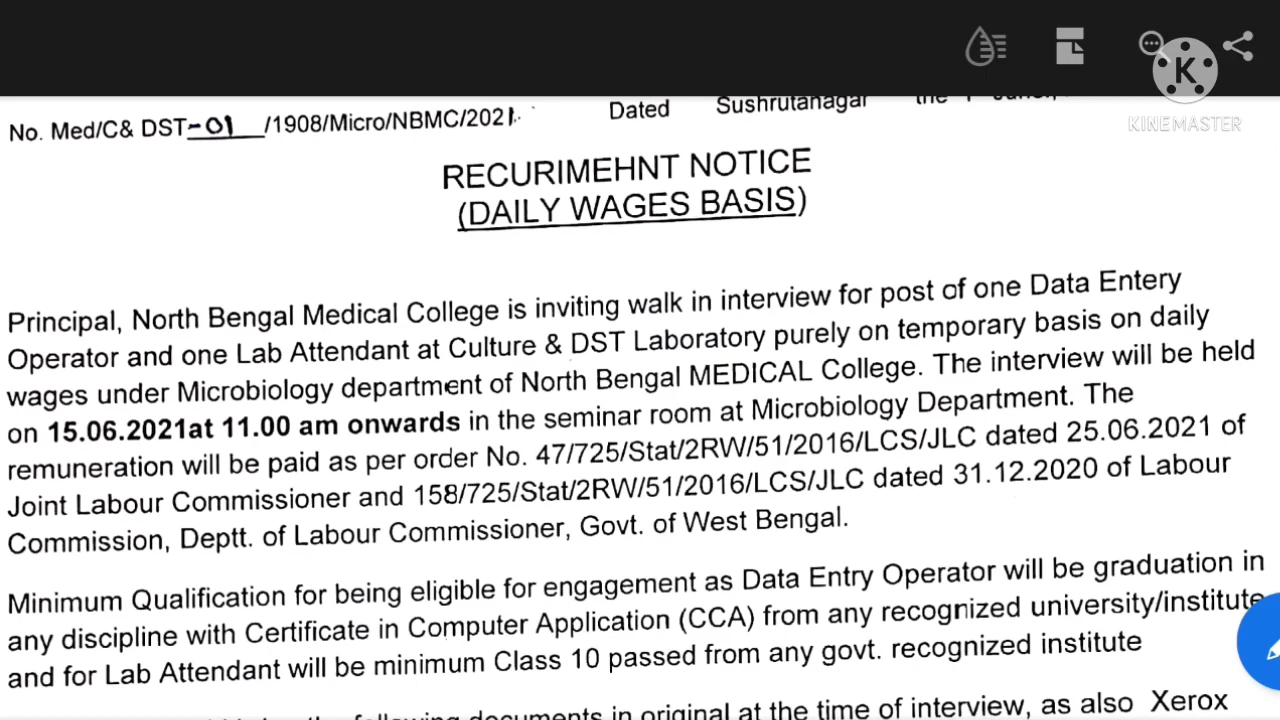 KINEMASTER
No. Med/C& DST-01 /1908/Micro/NBMC/2021. Dated Sushrutanagar the
RECURIMEHNT NOTICE
(DAILY WAGES BASIS)
Principal, North Bengal Medical College is inviting walk in interview for post of one Data Entery
Operator and one Lab Attendant at Culture & DST Laboratory purely on temporary basis on daily
wages under Microbiology department of North Bengal MEDICAL College. The interview will be held
on 15.06.2021at 11.00 am onwards in the seminar room at Microbiology Department. The
remuneration will be paid as per order No. 47/725/Stat/2RW/51/2016/LCS/JLC dated 25.06.2021 of
Joint Labour Commissioner and 158/725/Stat/2RW/51/2016/LCS/JLC dated 31.12.2020 of Labour
Commission, Deptt. of Labour Commissioner, Govt. of West Bengal.
Minimum Qualification for being eligible for engagement as Data Entry Operator will be graduation in
any discipline with Certificate in Computer Application (CCA) from any recognized university/institute
and for Lab Attendant will be minimum Class 10 passed from any govt. recognized institute
following documents in original at the time of interview, as also Xerox